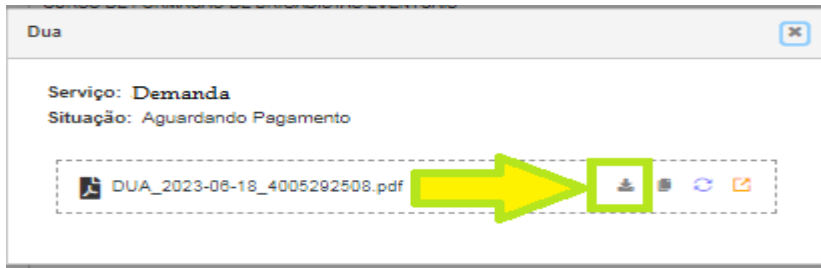 Dua
Serviço: Demanda
Situação: Aguardando Pagamento
DUA_2023-06-18_4005292508.pdf